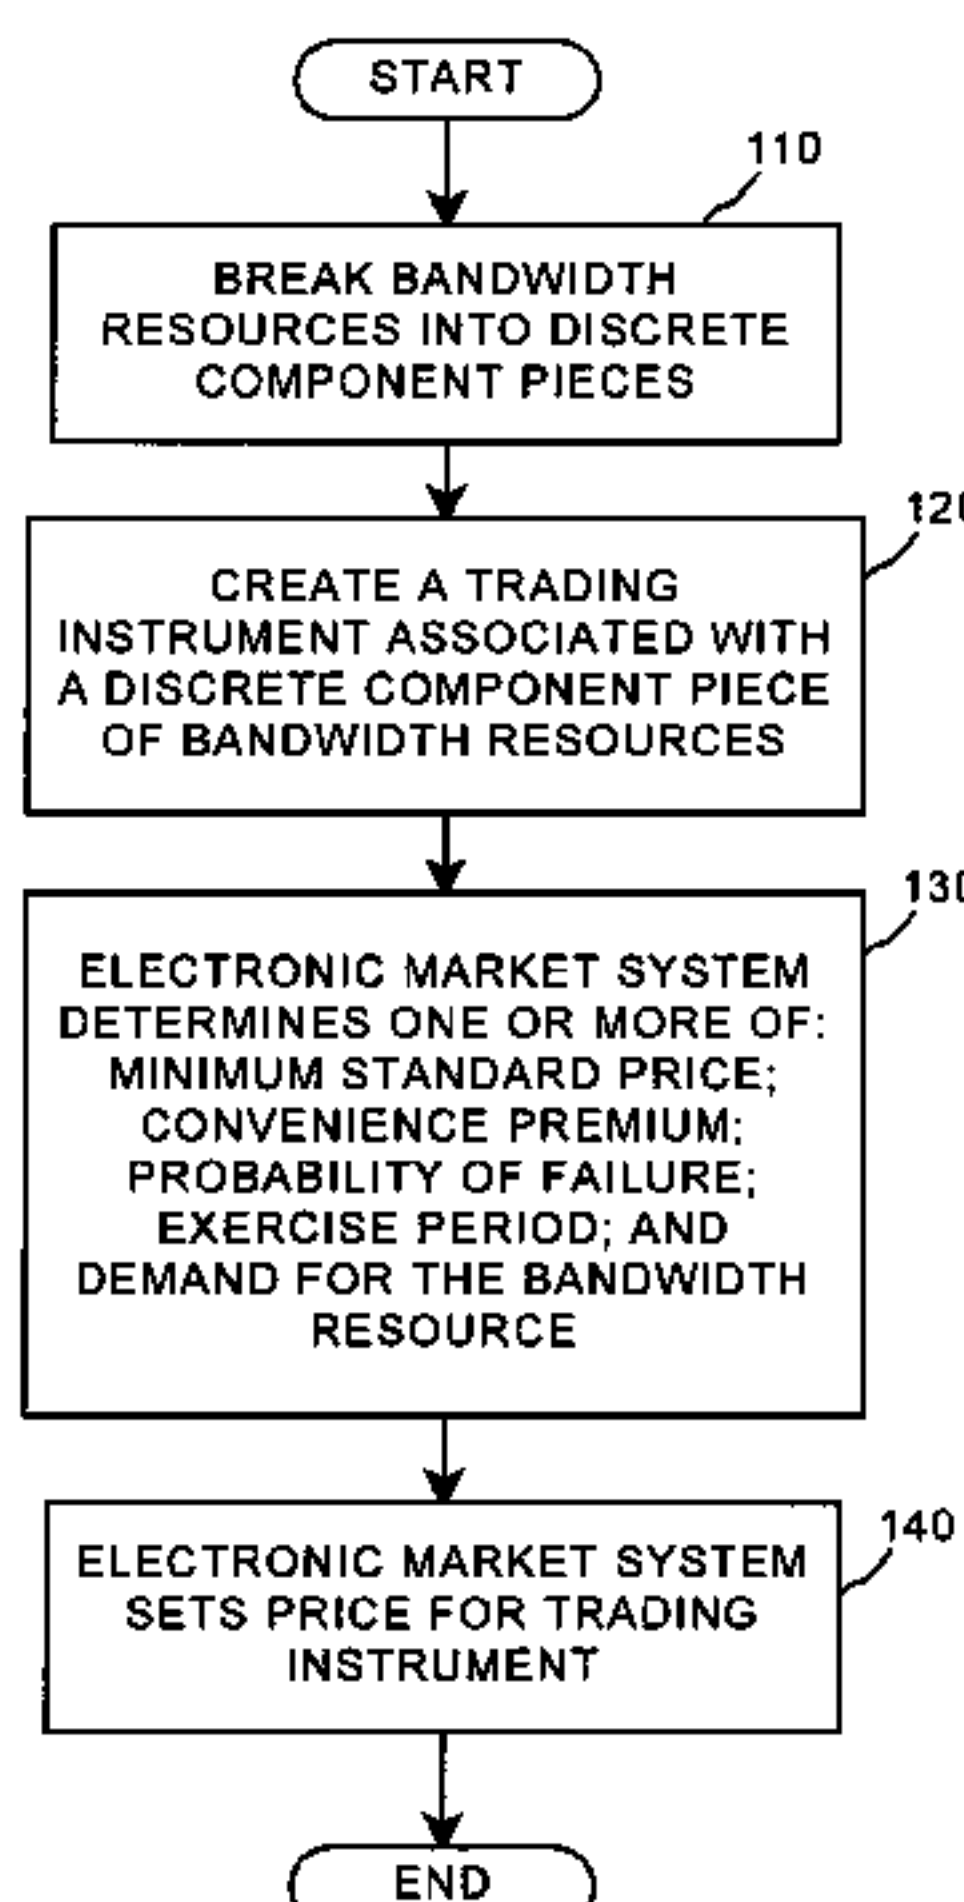 START
110
BREAK BANDWIDTH
RESOURCES INTO DISCRETE
COMPONENT PIECES
120
CREATE A TRADING
INSTRUMENT ASSOCIATED WITH
A DISCRETE COMPONENT PIECE
OF BANDWIDTH RESOURCES
130
ELECTRONIC MARKET SYSTEM
DETERMINES ONE OR MORE OF:
MINIMUM STANDARD PRICE;
CONVENIENCE PREMIUM;
PROBABILITY OF FAILURE;
EXERCISE PERIOD; AND
DEMAND FOR THE BANDWIDTH
RESOURCE
140
ELECTRONIC MARKET SYSTEM
SETS PRICE FOR TRADING
INSTRUMENT
END